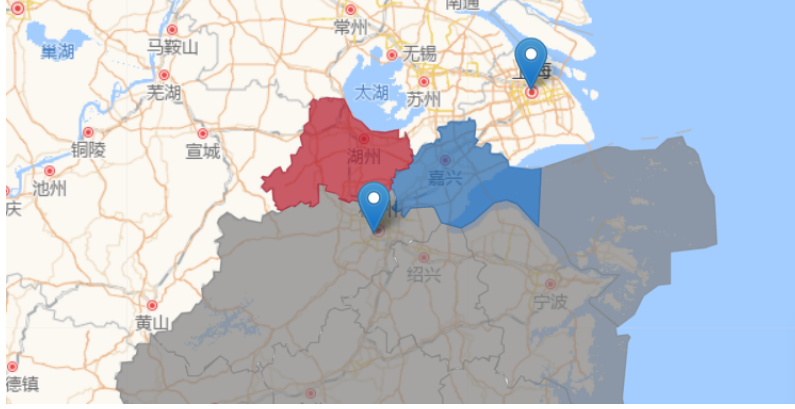 南通
常州
马鞍山
无锡
巢湖
上海
太湖
苏州
芜湖
铜陵
宣城
湖州
嘉兴
池州
庆
绍兴
宁波
黄山
德镇